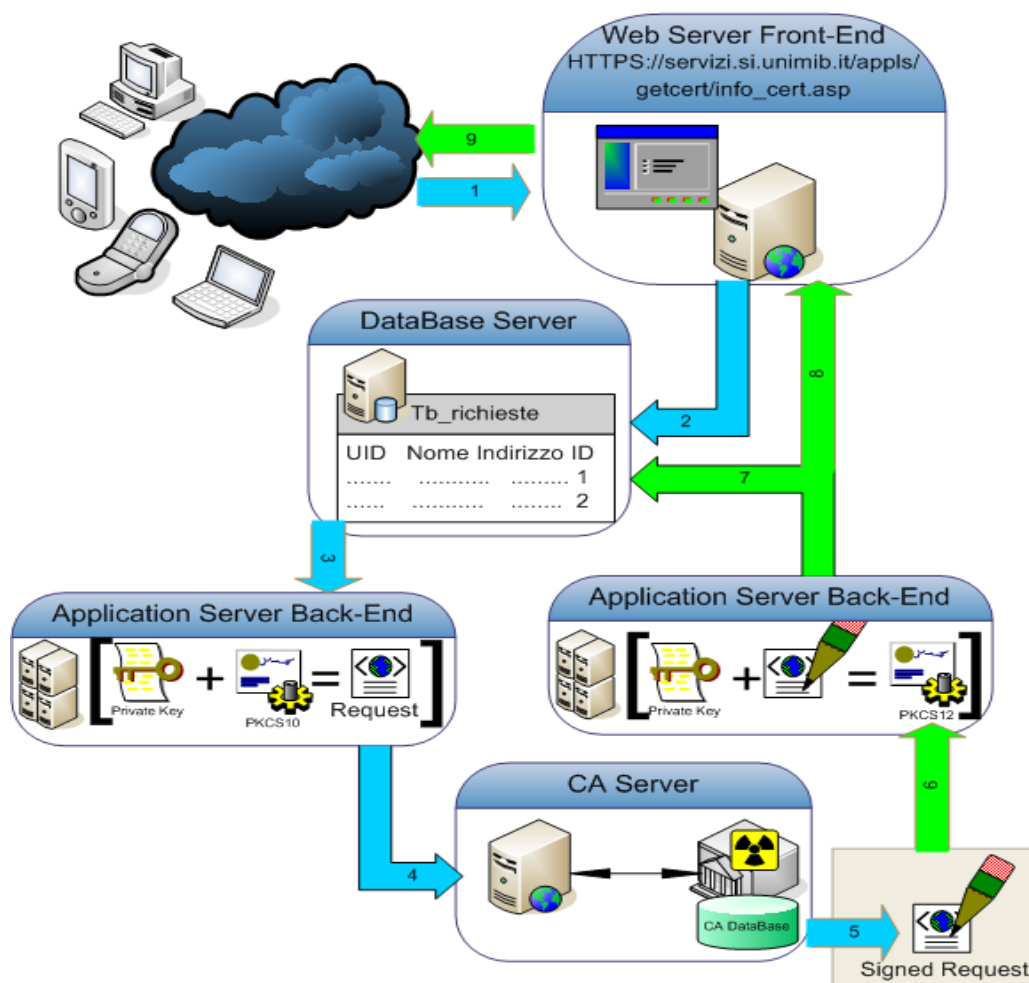 Web Server Front-End
HTTPS://servizi.si.unimib.it/appls/
getcert/info_cert.asp
9
1
DataBase Server
Tb_richieste
UID Nome Indirizzo ID
....... ........... ......... 1
...... ........... ........ 2
2
8
7
3
Application Server Back-End
Private Key + PKCS10 = Request
Application Server Back-End
Private Key + = PKCS12
4
CA Server
CA DataBase
5
6
Signed Request